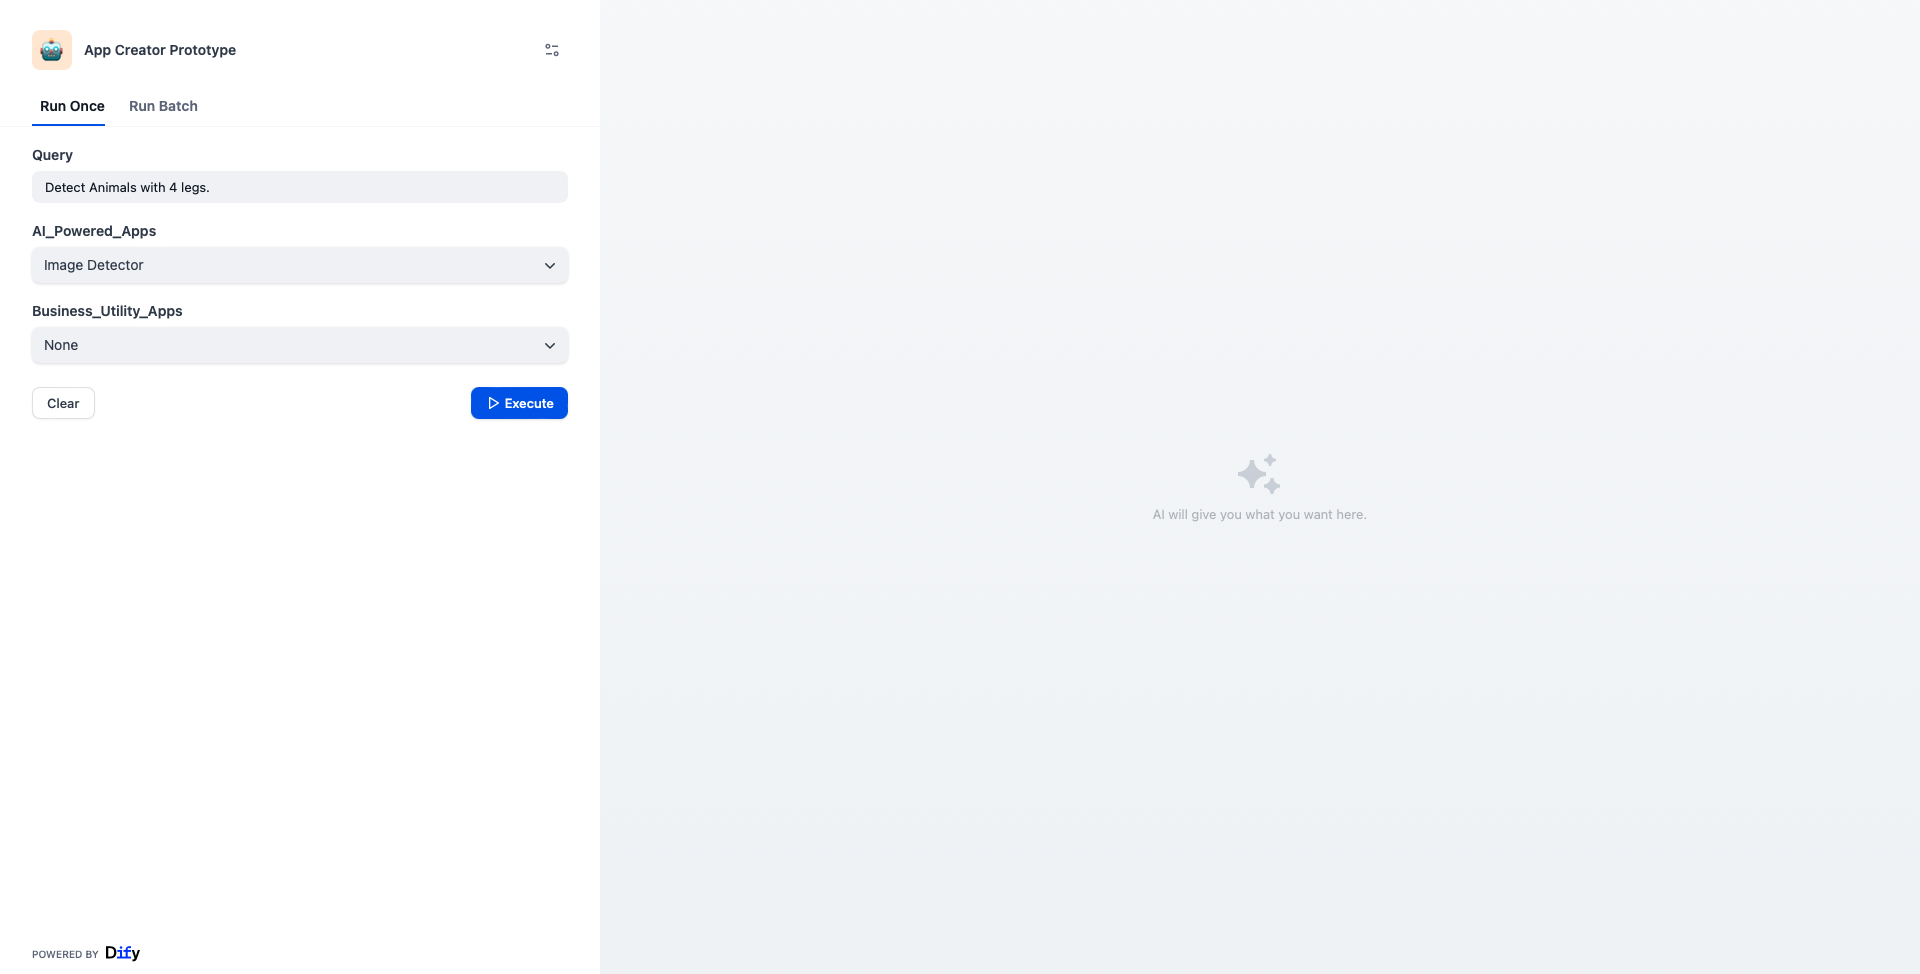 App Creator Prototype
Run Once Run Batch
Query
Detect Animals with 4 legs.
AI_Powered_Apps
Image Detector
Business_Utility_Apps
None
Clear Execute
AI will give you what you want here.
POWERED BY Dify